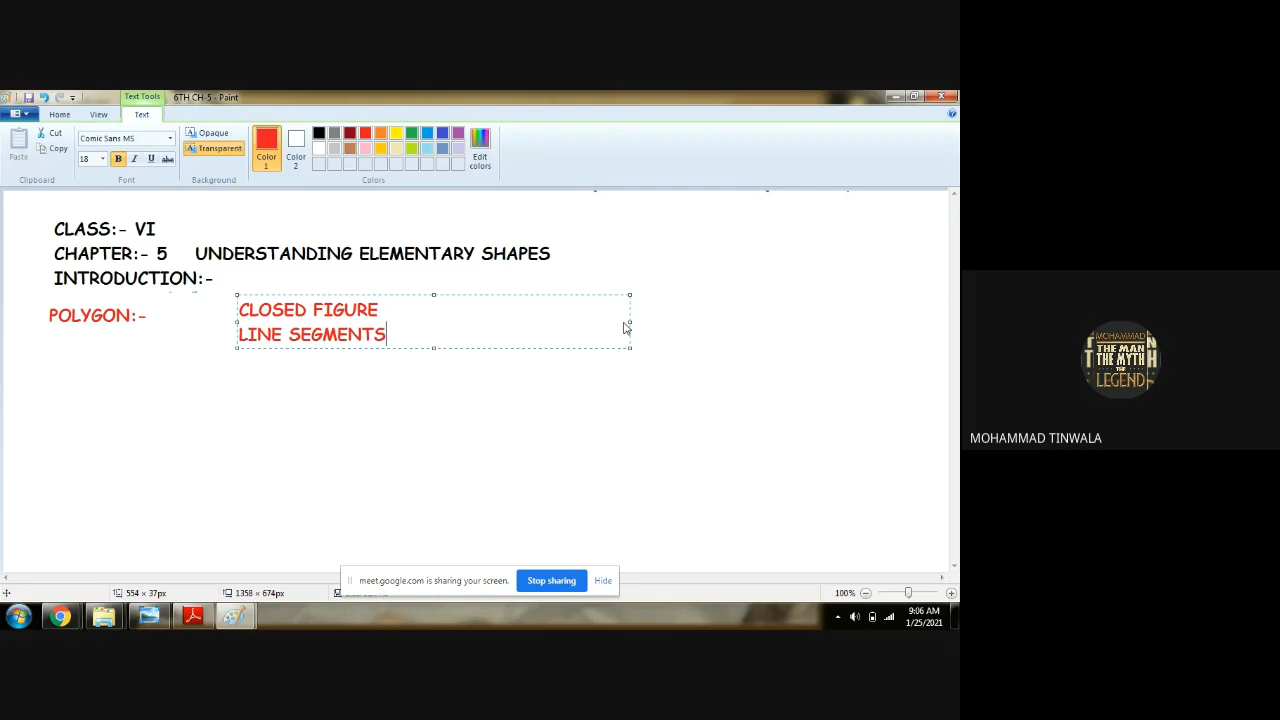 Text Tools
6TH CH-5 - Paint
Home
View
Text
Paste
Cut
Copy
Clipboard
Comic Sans MS
18
B I U abc
Font
Opaque
Transparent
Background
Color 1
Color 2
Edit colors
Colors
CLASS:- VI
CHAPTER:- 5 UNDERSTANDING ELEMENTARY SHAPES
INTRODUCTION:-
POLYGON:-
CLOSED FIGURE
LINE SEGMENTS
MOHAMMAD
THE MAN
THE MYTH
THE
LEGEND
MOHAMMAD TINWALA
meet.google.com is sharing your screen.
Stop sharing
Hide
554 × 37px
1358 × 674px
100%
9:06 AM
1/25/2021